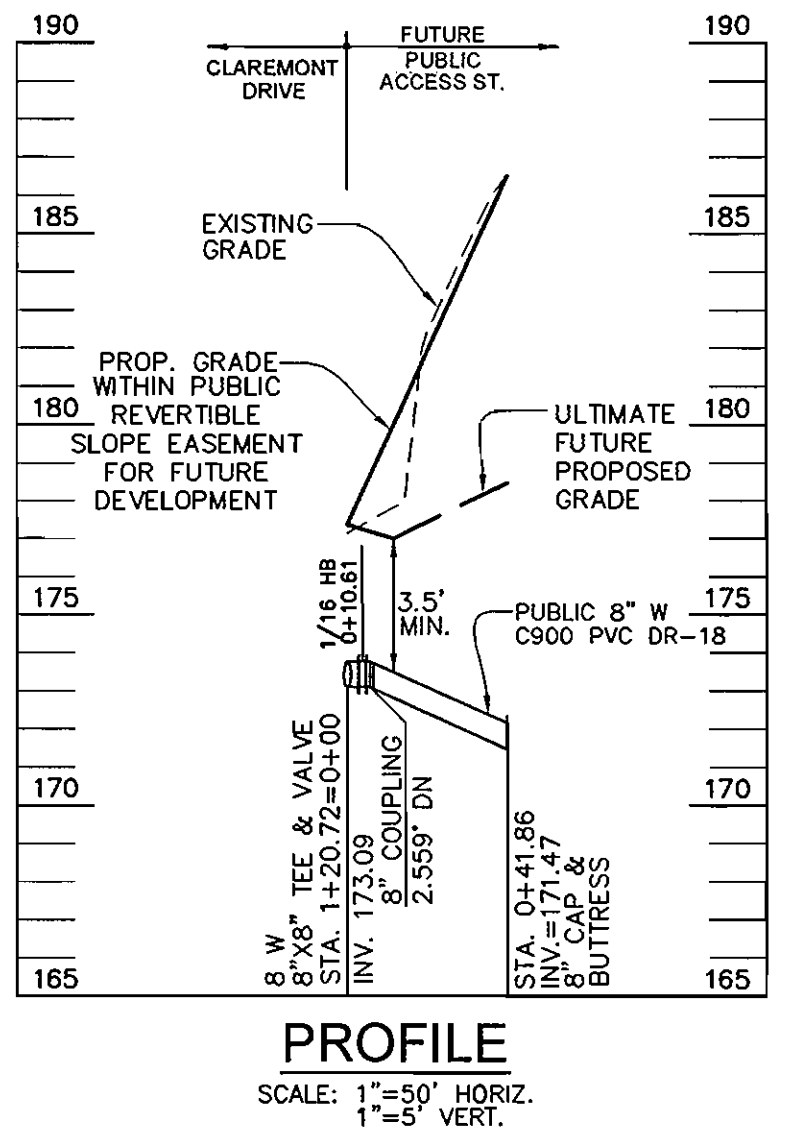 190
190
CLAREMONT
DRIVE
FUTURE
PUBLIC
ACCESS ST.
185
185
EXISTING
GRADE
PROP. GRADE
WITHIN PUBLIC
REVERTIBLE
SLOPE EASEMENT
FOR FUTURE
DEVELOPMENT
180
180
ULTIMATE
FUTURE
PROPOSED
GRADE
175
175
1/16 HB
0+10.61
3.5'
MIN.
PUBLIC 8" W
C900 PVC DR-18
170
170
8 W
8"X8" TEE & VALVE
STA. 1+20.72=0+00
INV. 173.09
8" COUPLING
2.559° DN
STA. 0+41.86
INV.=171.47
8" CAP &
BUTTRESS
165
165
PROFILE
SCALE: 1"=50' HORIZ.
1"=5' VERT.